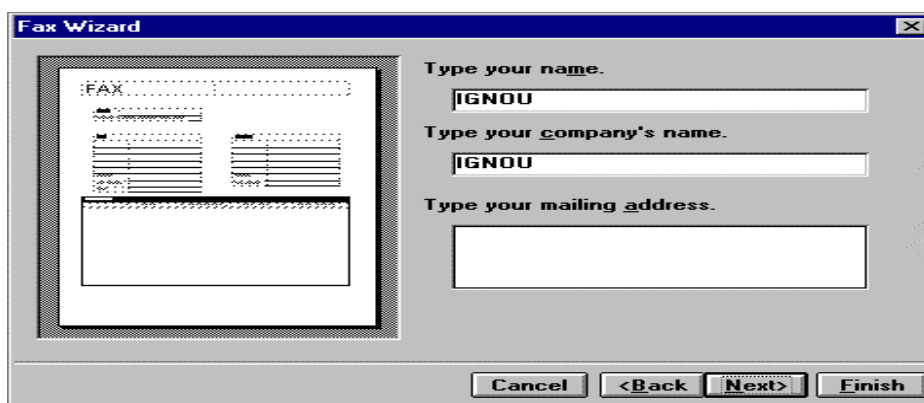 Fax Wizard
FAX
Type your name.
IGNOU
Type your company's name.
IGNOU
Type your mailing address.
Cancel
<Back
Next>
Finish